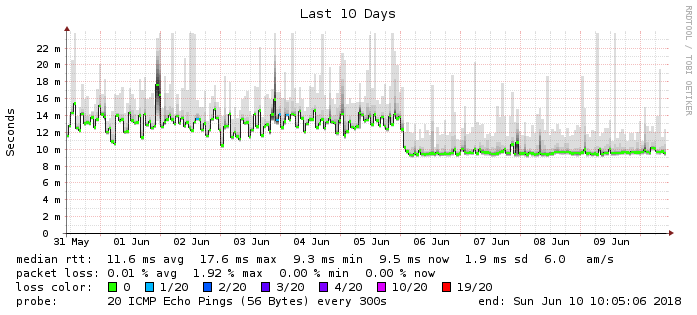 Last 10 Days
RRDTOOL / TOBI OETIKER
Seconds
22 m
20 m
18 m
16 m
14 m
12 m
10 m
8 m
6 m
4 m
2 m
0
31 May 01 Jun 02 Jun 03 Jun 04 Jun 05 Jun 06 Jun 07 Jun 08 Jun 09 Jun
median rtt: 11.6 ms avg 17.6 ms max 9.3 ms min 9.5 ms now 1.9 ms sd 6.0 am/s
packet loss: 0.01 % avg 1.92 % max 0.00 % min 0.00 % now
loss color: 0 1/20 2/20 3/20 4/20 10/20 19/20
probe: 20 ICMP Echo Pings (56 Bytes) every 300s end: Sun Jun 10 10:05:06 2018